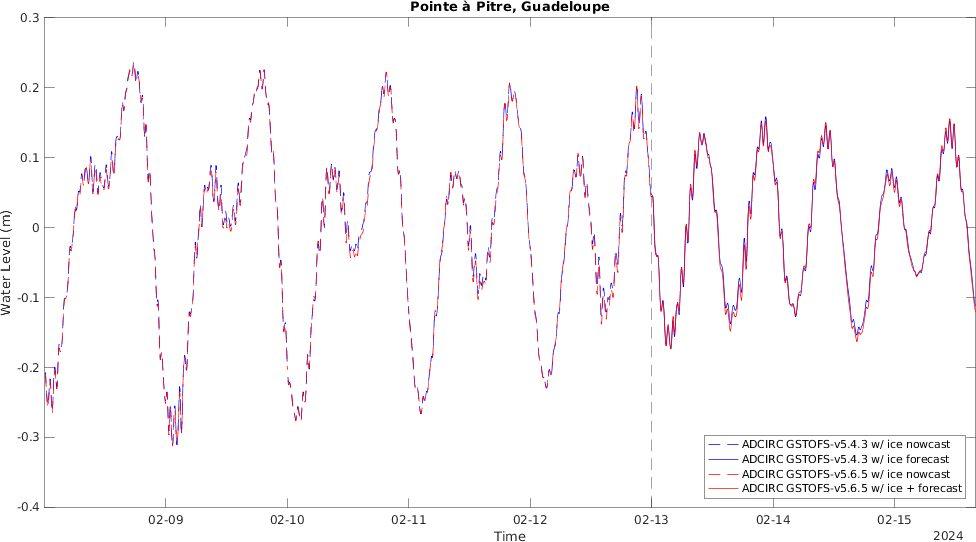 Pointe à Pitre, Guadeloupe
0.3
0.2
0.1
0
-0.1
-0.2
-0.3
-0.4
Water Level (m)
02-09
02-10
02-11
02-12
02-13
02-14
02-15
Time
2024
ADCIRC GSTOFS-v5.4.3 w/ ice nowcast
ADCIRC GSTOFS-v5.4.3 w/ ice forecast
ADCIRC GSTOFS-v5.6.5 w/ ice nowcast
ADCIRC GSTOFS-v5.6.5 w/ ice + forecast